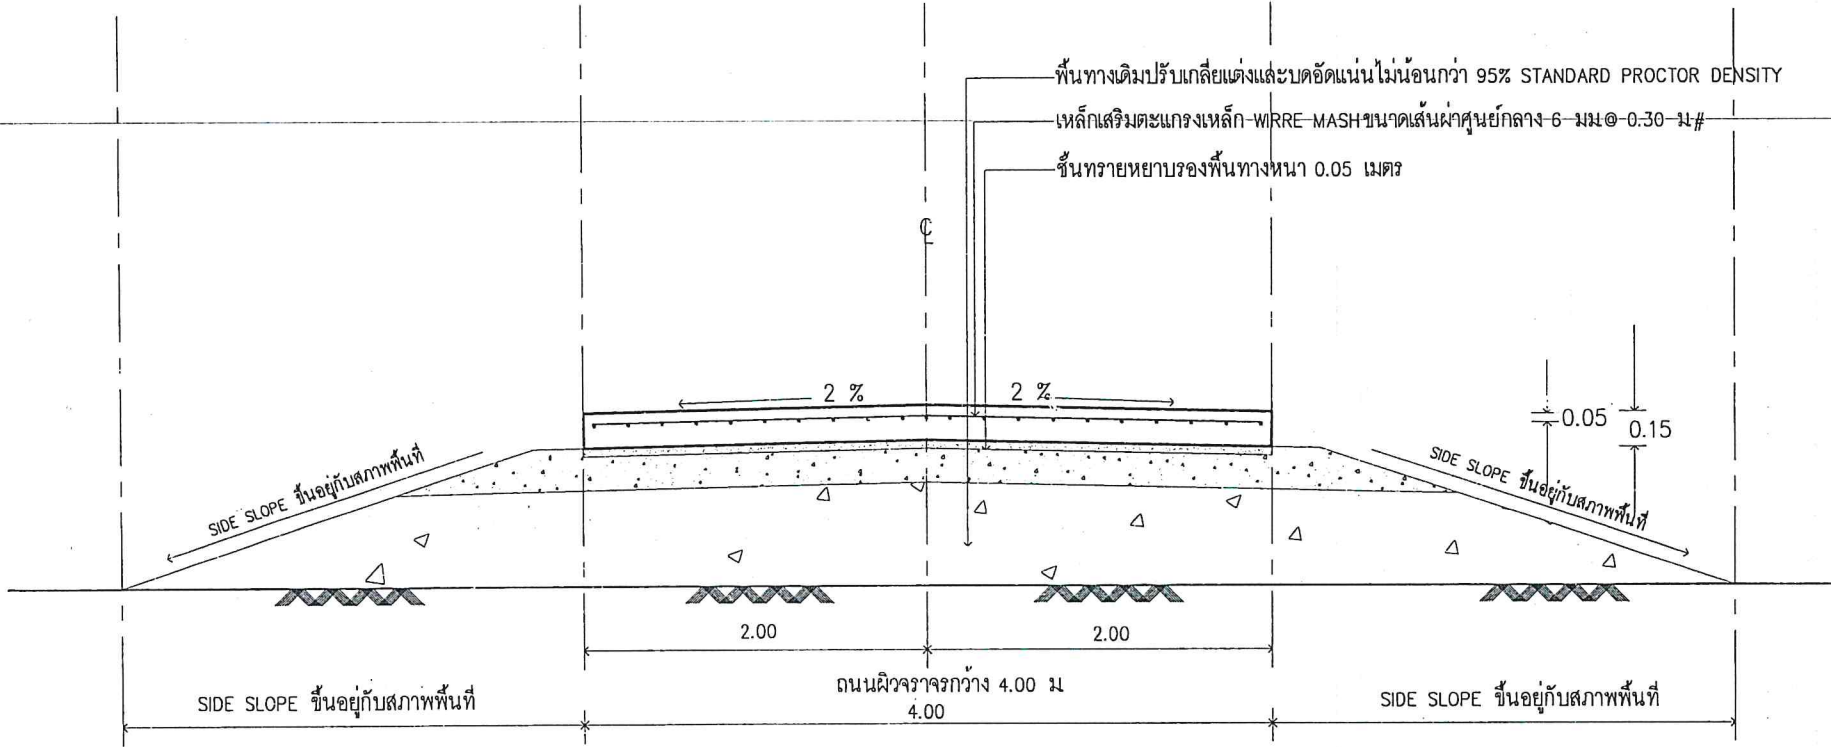 พื้นทางเดิมปรับเกลี่ยแต่งและบดอัดแน่นไม่น้อนกว่า 95% STANDARD PROCTOR DENSITY
เหล็กเสริมตะแกรงเหล็ก WIRRE MASHขนาดเส้นผ่าศูนย์กลาง 6 มม@ 0.30 ม#
ชั้นทรายหยาบรองพื้นทางหนา 0.05 เมตร
℄
2 %
2 %
0.05
0.15
SIDE SLOPE ขึ้นอยู่กับสภาพพื้นที่
SIDE SLOPE ขึ้นอยู่กับสภาพพื้นที่
2.00
2.00
ถนนผิวจราจรกว้าง 4.00 ม
SIDE SLOPE ขึ้นอยู่กับสภาพพื้นที่
4.00
SIDE SLOPE ขึ้นอยู่กับสภาพพื้นที่